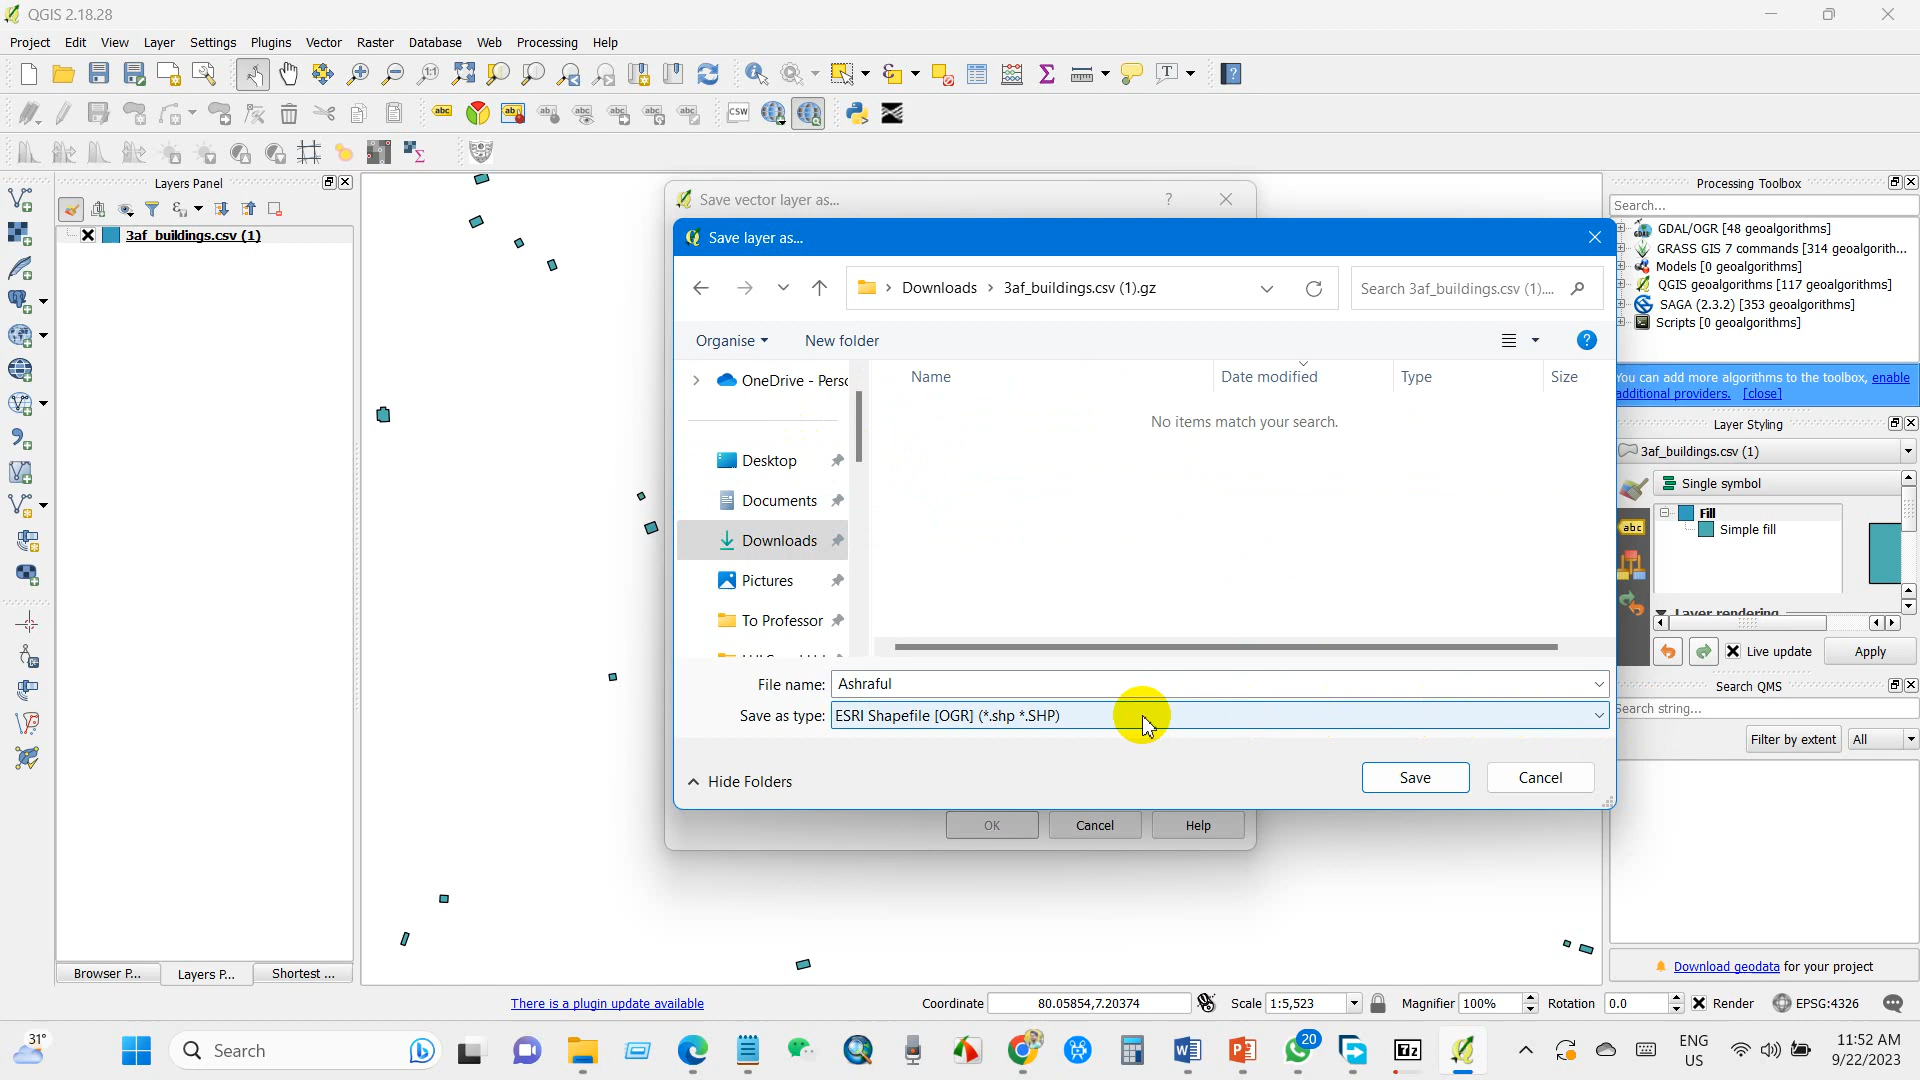 QGIS 2.18.28
Project Edit View Layer Settings Plugins Vector Raster Database Web Processing Help
Layers Panel
3af_buildings.csv (1)
Browser P... Layers P... Shortest ...
Save vector layer as...
Save layer as...
Downloads 3af_buildings.csv (1).gz
Search 3af_buildings.csv (1)....
Organise New folder
OneDrive - Perso
Desktop
Documents
Downloads
Pictures
To Professor
Name Date modified Type Size
No items match your search.
File name: Ashraful
Save as type: ESRI Shapefile [OGR] (*.shp *.SHP)
Hide Folders
Save Cancel
OK Cancel Help
Processing Toolbox
Search...
GDAL/OGR [48 geoalgorithms]
GRASS GIS 7 commands [314 geoalgorith...
Models [0 geoalgorithms]
QGIS geoalgorithms [117 geoalgorithms]
SAGA (2.3.2) [353 geoalgorithms]
Scripts [0 geoalgorithms]
You can add more algorithms to the toolbox, enable
additional providers. [close]
Layer Styling
3af_buildings.csv (1)
Single symbol
Fill
Simple fill
Layer rendering
Live update Apply
Search QMS
Search string...
Filter by extent All
Download geodata for your project
There is a plugin update available
Coordinate 80.05854,7.20374 Scale 1:5,523 Magnifier 100% Rotation 0.0 Render EPSG:4326
31°
Search
20
ENG
US
11:52 AM
9/22/2023